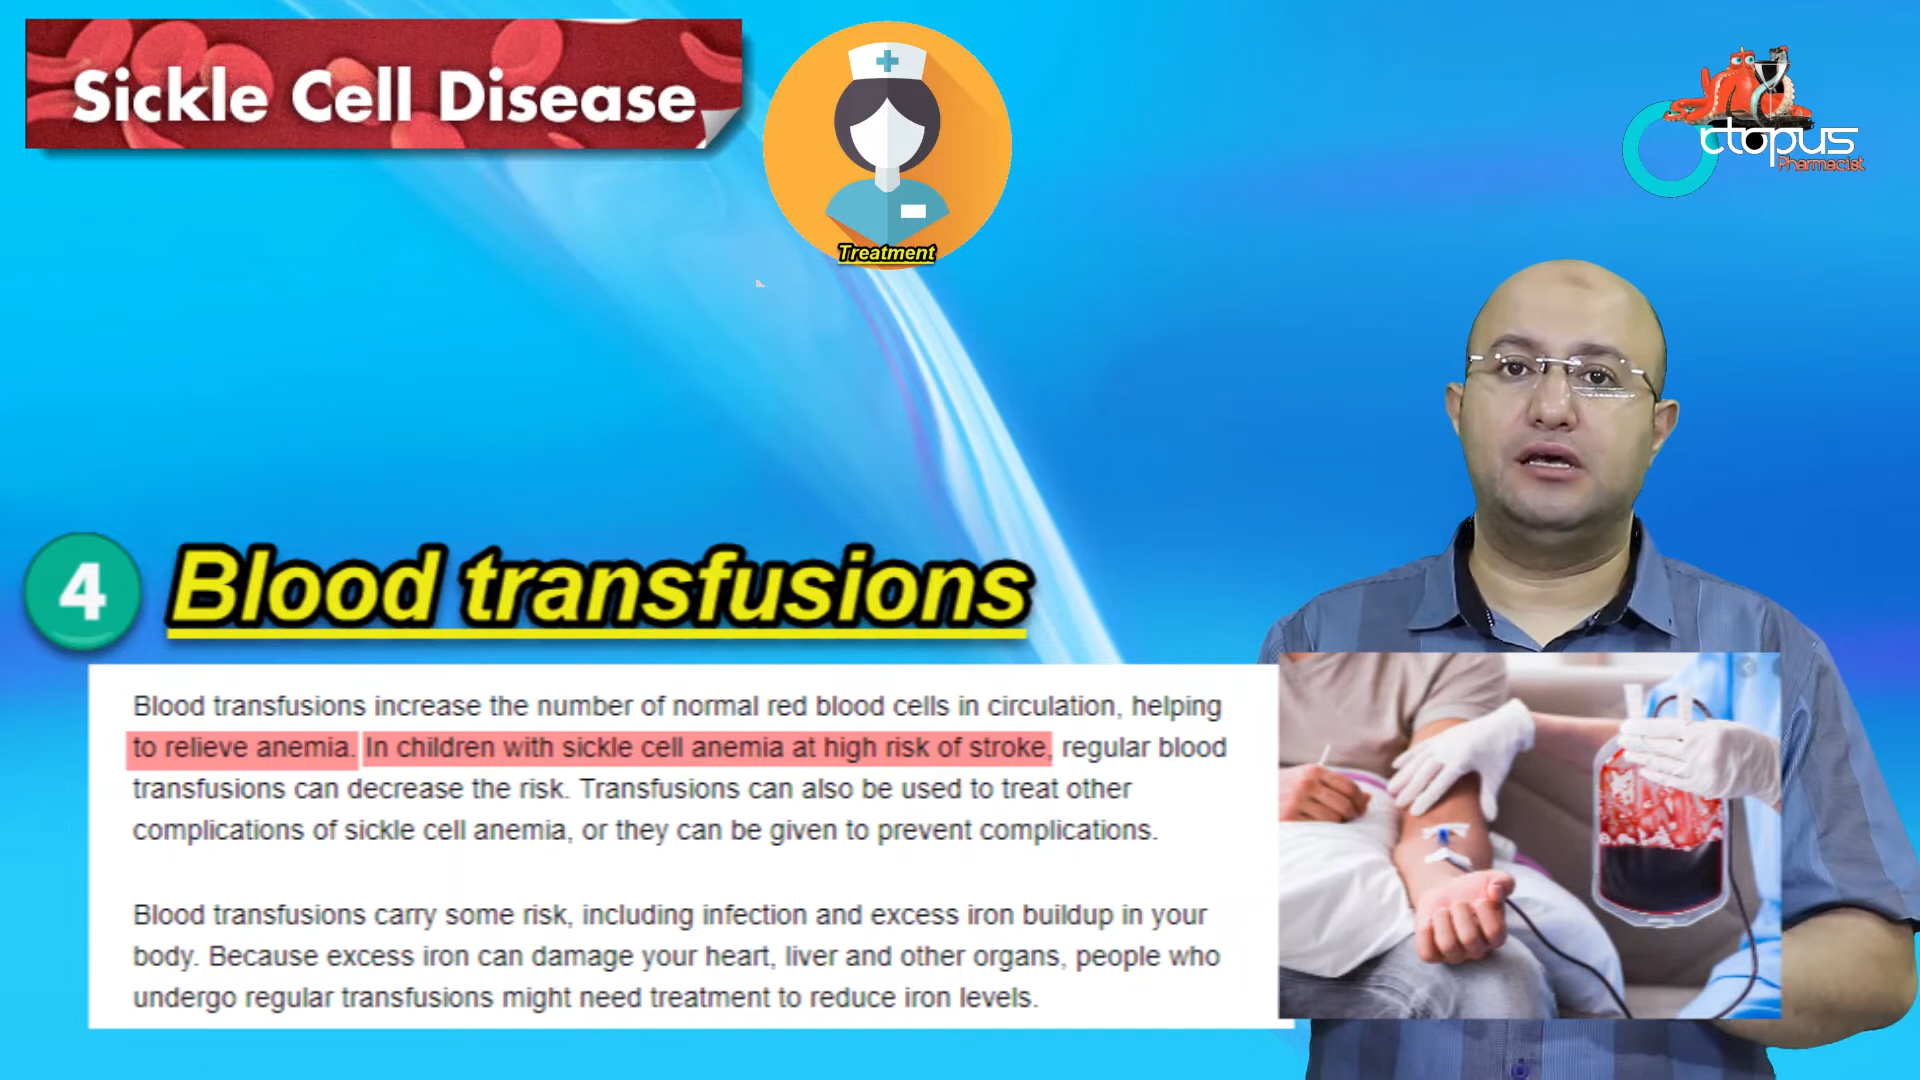 Sickle Cell Disease
Treatment
ctopus
Pharmacist
4
Blood transfusions
Blood transfusions increase the number of normal red blood cells in circulation, helping
to relieve anemia. In children with sickle cell anemia at high risk of stroke, regular blood
transfusions can decrease the risk. Transfusions can also be used to treat other
complications of sickle cell anemia, or they can be given to prevent complications.
Blood transfusions carry some risk, including infection and excess iron buildup in your
body. Because excess iron can damage your heart, liver and other organs, people who
undergo regular transfusions might need treatment to reduce iron levels.